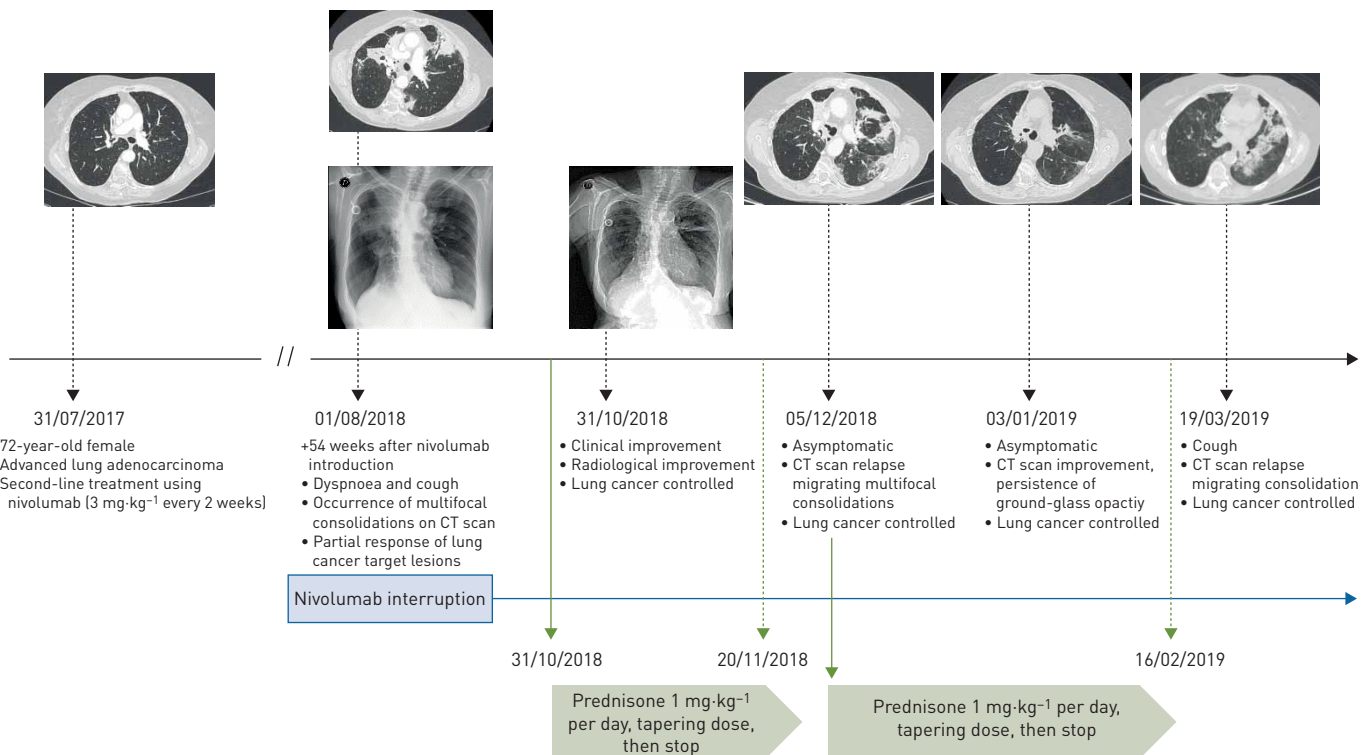 //
31/07/2017
72-year-old female
Advanced lung adenocarcinoma
Second-line treatment using
nivolumab (3 mg·kg⁻¹ every 2 weeks)
01/08/2018
+54 weeks after nivolumab
introduction
• Dyspnoea and cough
• Occurrence of multifocal
consolidations on CT scan
• Partial response of lung
cancer target lesions
31/10/2018
• Clinical improvement
• Radiological improvement
• Lung cancer controlled
05/12/2018
• Asymptomatic
• CT scan relapse
migrating multifocal
consolidations
• Lung cancer controlled
03/01/2019
• Asymptomatic
• CT scan improvement,
persistence of
ground-glass opactiy
• Lung cancer controlled
19/03/2019
• Cough
• CT scan relapse
migrating consolidation
• Lung cancer controlled
Nivolumab interruption
31/10/2018
20/11/2018
16/02/2019
Prednisone 1 mg·kg⁻¹
per day, tapering dose,
then stop
Prednisone 1 mg·kg⁻¹ per day,
tapering dose, then stop